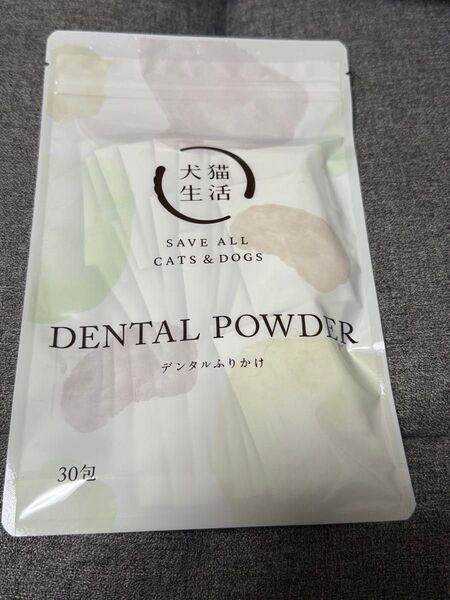 犬猫
生活
SAVE ALL
CATS & DOGS
DENTAL POWDER
デンタルふりかけ
30包